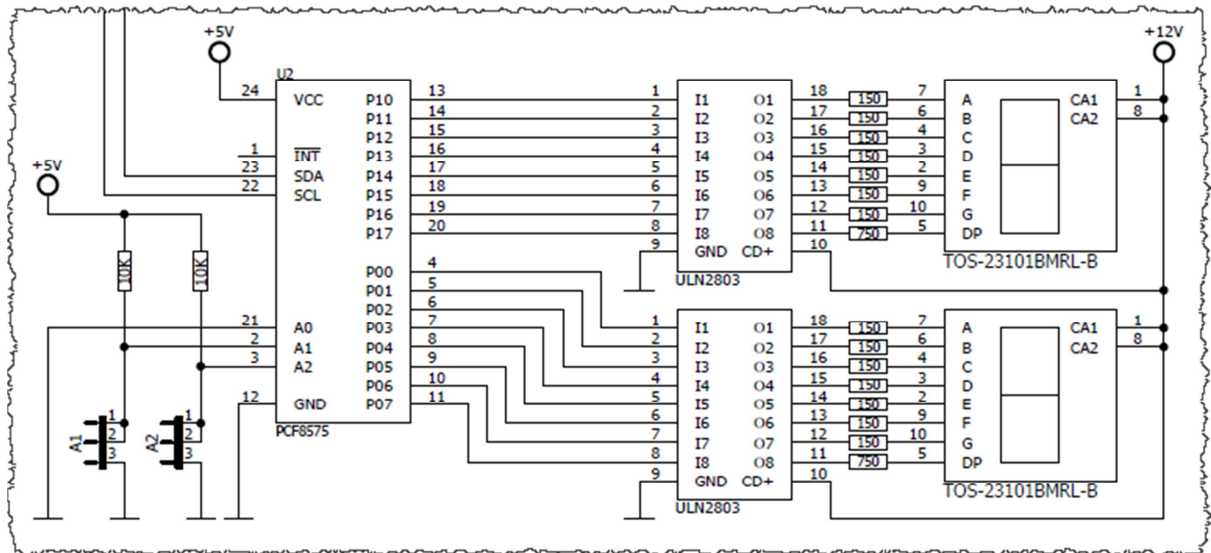 +5V
+12V
U2
24 VCC P10 13 1 I1 O1 18 150 7 A CA1 1
P11 14 2 I2 O2 17 150 6 B CA2 8
P12 15 3 I3 O3 16 150 4 C
1 INT P13 16 4 I4 O4 15 150 3 D
23 SDA P14 17 5 I5 O5 14 150 2 E
22 SCL P15 18 6 I6 O6 13 150 9 F
P16 19 7 I7 O7 12 150 10 G
P17 20 8 I8 O8 11 750 5 DP
9 GND CD+ 10
ULN2803
TOS-23101BMRL-B
+5V
10K
10K
P00 4
P01 5
P02 6
21 A0 P03 7
2 A1 P04 8
3 A2 P05 9
P06 10
12 GND P07 11
PCF8575
1 I1 O1 18 150 7 A CA1 1
2 I2 O2 17 150 6 B CA2 8
3 I3 O3 16 150 4 C
4 I4 O4 15 150 3 D
5 I5 O5 14 150 2 E
6 I6 O6 13 150 9 F
7 I7 O7 12 150 10 G
8 I8 O8 11 750 5 DP
9 GND CD+ 10
ULN2803
TOS-23101BMRL-B
A1
1
2
3
A2
1
2
3